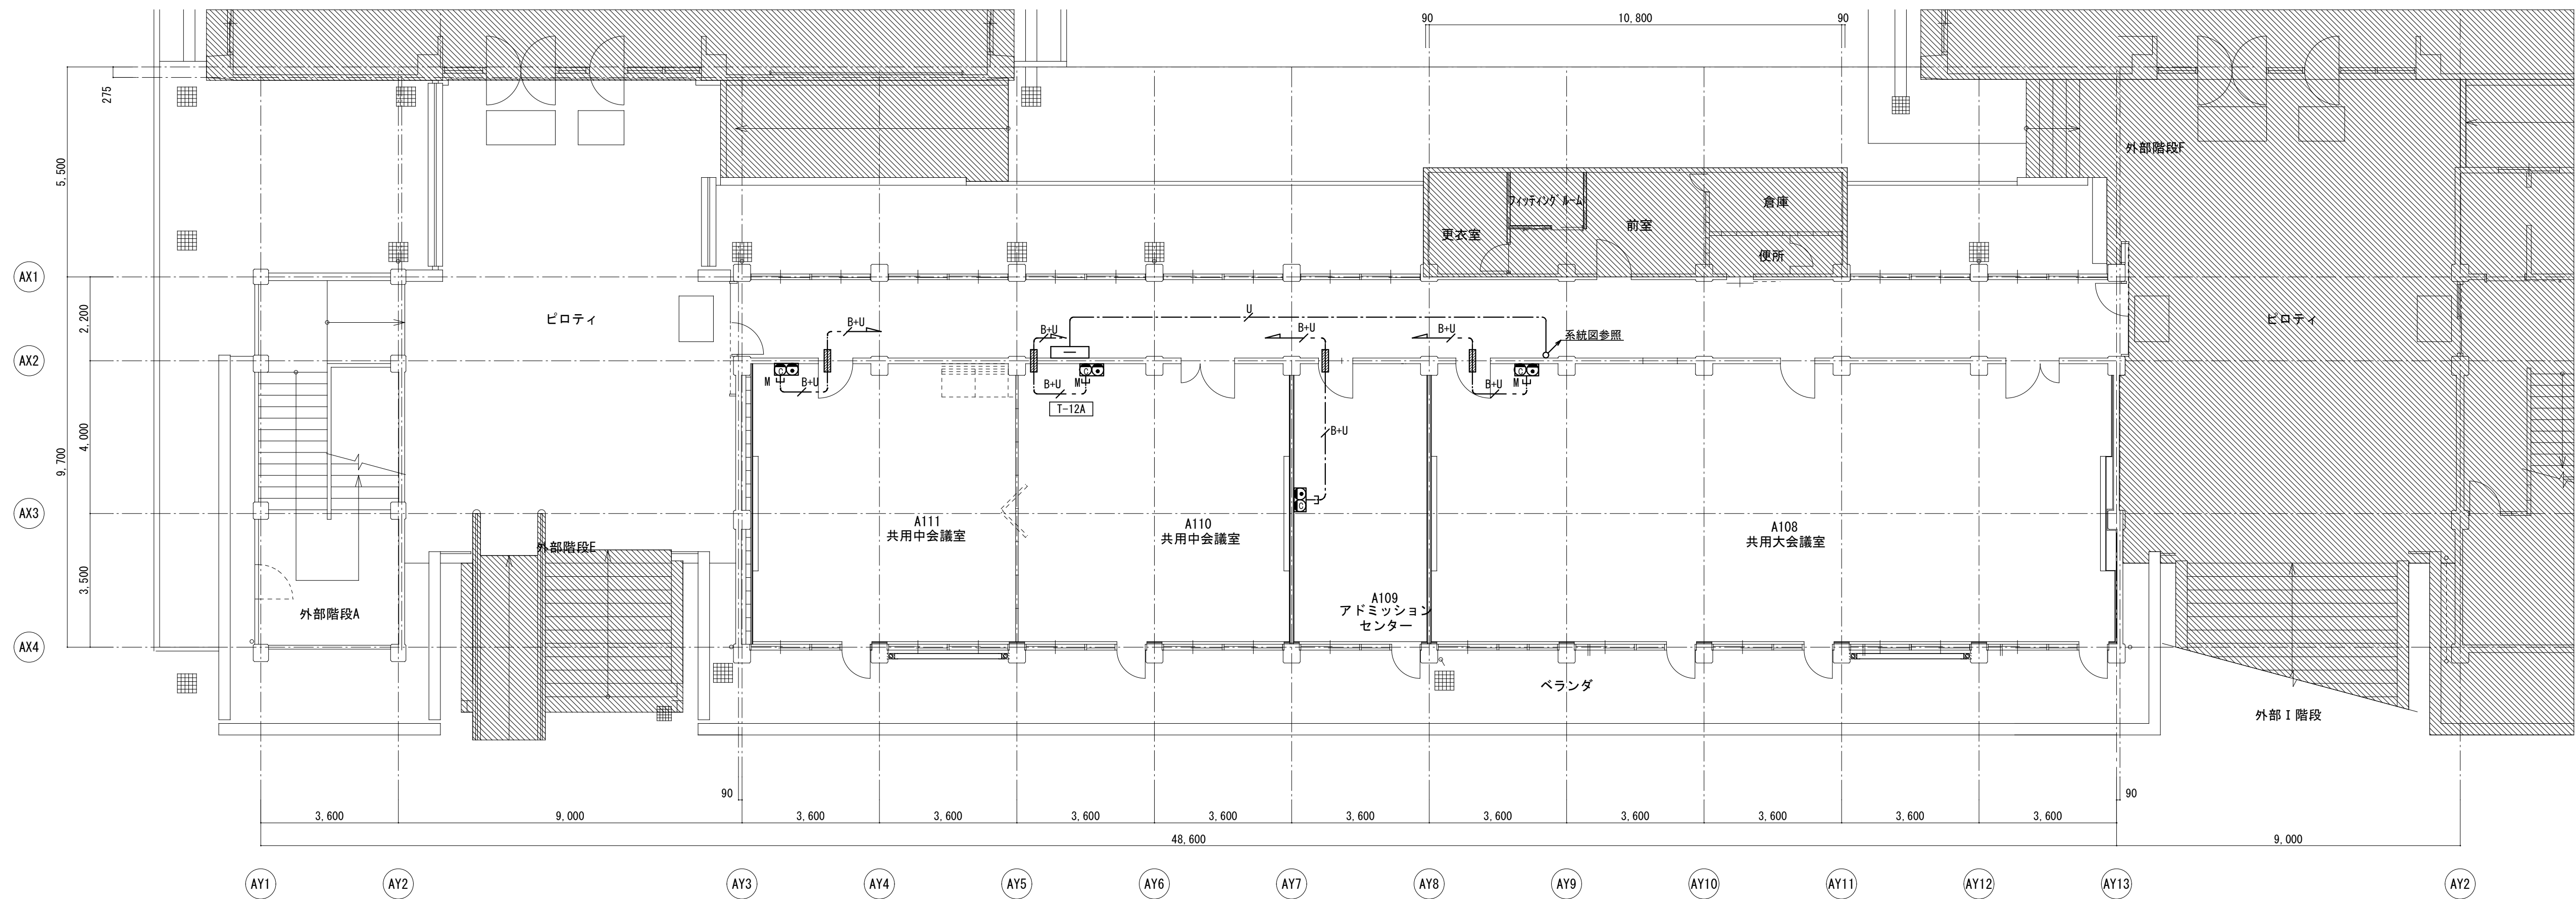 90
10,800
90
275
5,500
外部階段F
フィッティングルーム
倉庫
前室
更衣室
便所
AX1
2,200
ピロティ
ピロティ
B+U
B+U
U
B+U
B+U
系統図参照
AX2
C
C
C
M
B+U
B+U
M
M
B+U
T-12A
B+U
9,700
4,000
C
AX3
A111
共用中会議室
A110
共用中会議室
A108
共用大会議室
外部階段E
3,500
A109
アドミッション
センター
外部階段A
AX4
ベランダ
外部I階段
90
90
3,600
9,000
3,600
3,600
3,600
3,600
3,600
3,600
3,600
3,600
3,600
3,600
48,600
9,000
AY1
AY2
AY3
AY4
AY5
AY6
AY7
AY8
AY9
AY10
AY11
AY12
AY13
AY2